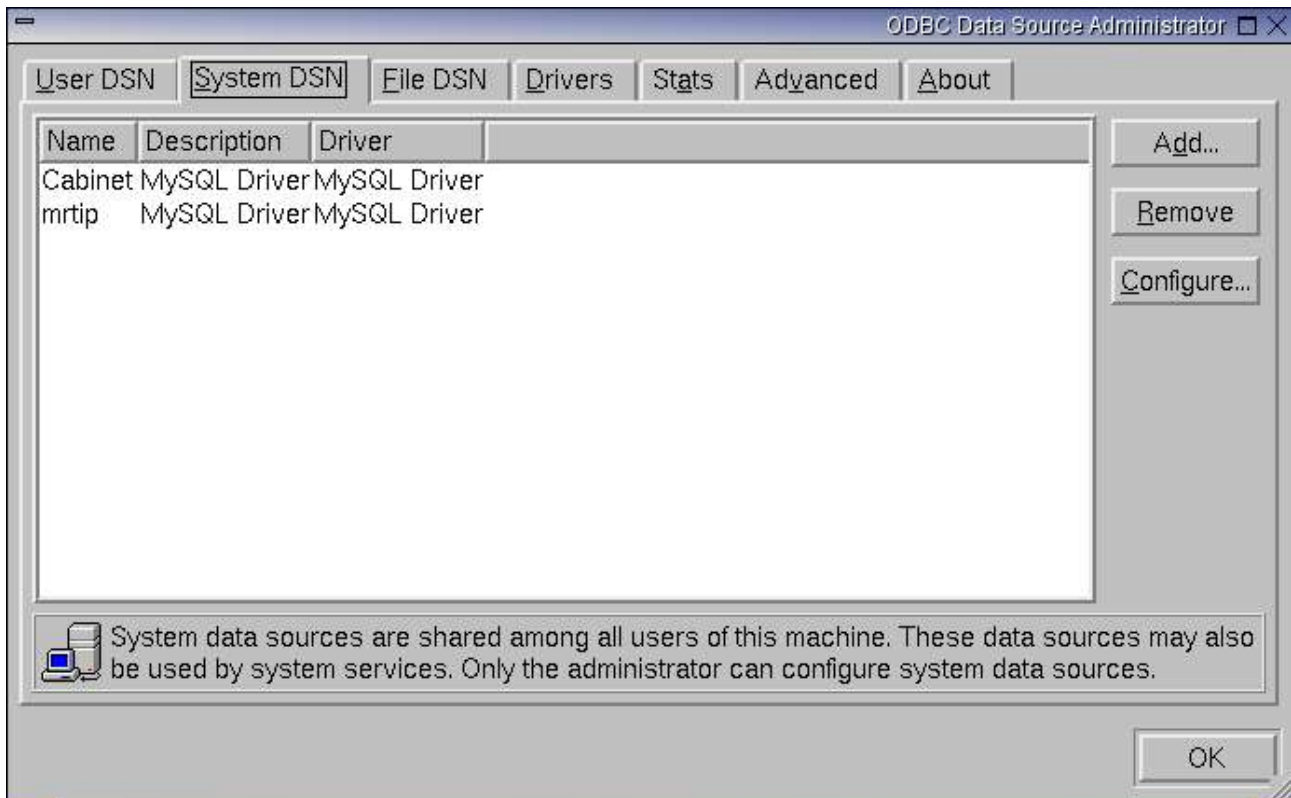 ODBC Data Source Administrator
User DSN System DSN File DSN Drivers Stats Advanced About
Name Description Driver
Cabinet MySQL Driver MySQL Driver
mrtip MySQL Driver MySQL Driver
Add...
Remove
Configure...
System data sources are shared among all users of this machine. These data sources may also
be used by system services. Only the administrator can configure system data sources.
OK